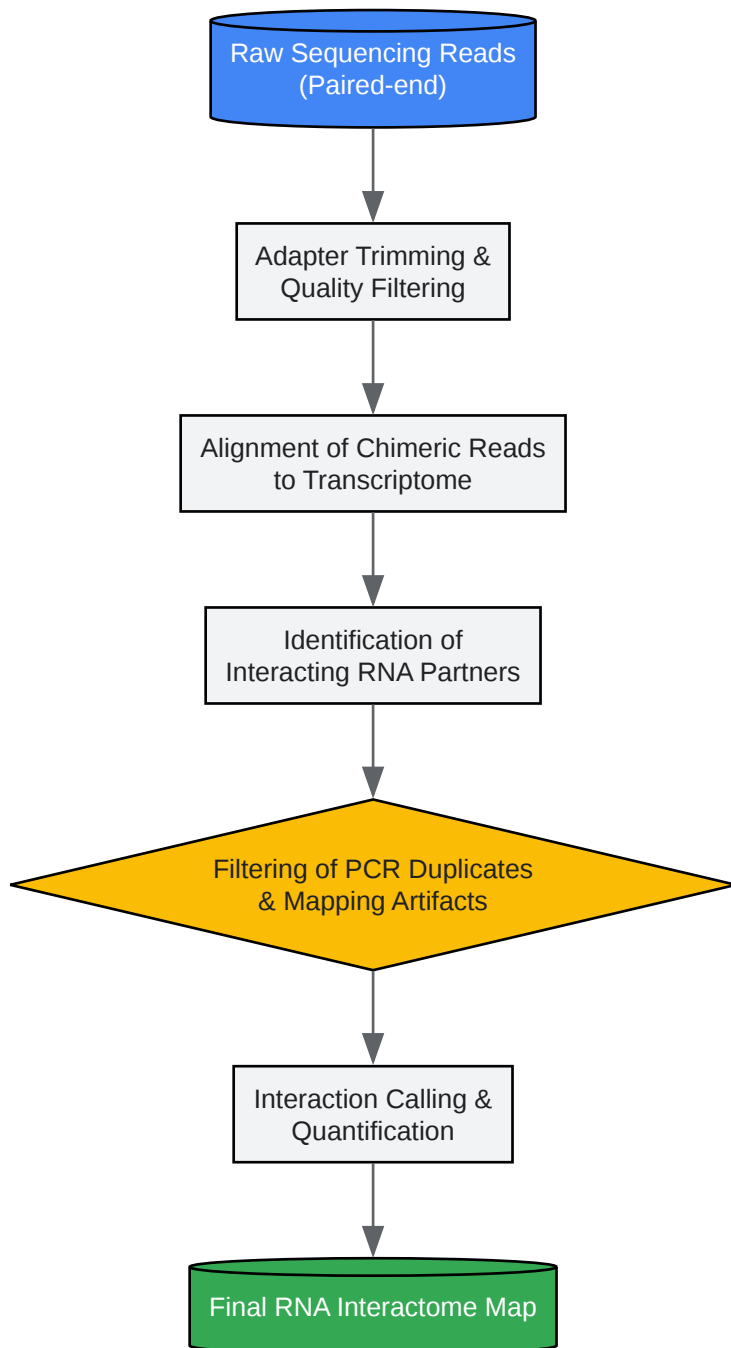 Raw Sequencing Reads
(Paired-end)
Adapter Trimming &
Quality Filtering
Alignment of Chimeric Reads
to Transcriptome
Identification of
Interacting RNA Partners
Filtering of PCR Duplicates
& Mapping Artifacts
Interaction Calling &
Quantification
Final RNA Interactome Map